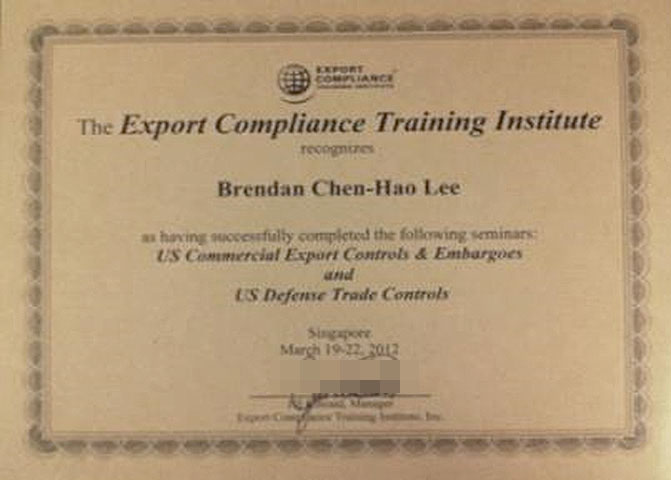 EXPORT
COMPLIANCE
TRAINING INSTITUTE
The Export Compliance Training Institute
recognizes
Brendan Chen-Hao Lee
as having successfully completed the following seminars:
US Commercial Export Controls & Embargoes
and
US Defense Trade Controls
Singapore
March 19-22, 2012
Manager
Export Compliance Training Institute, Inc.